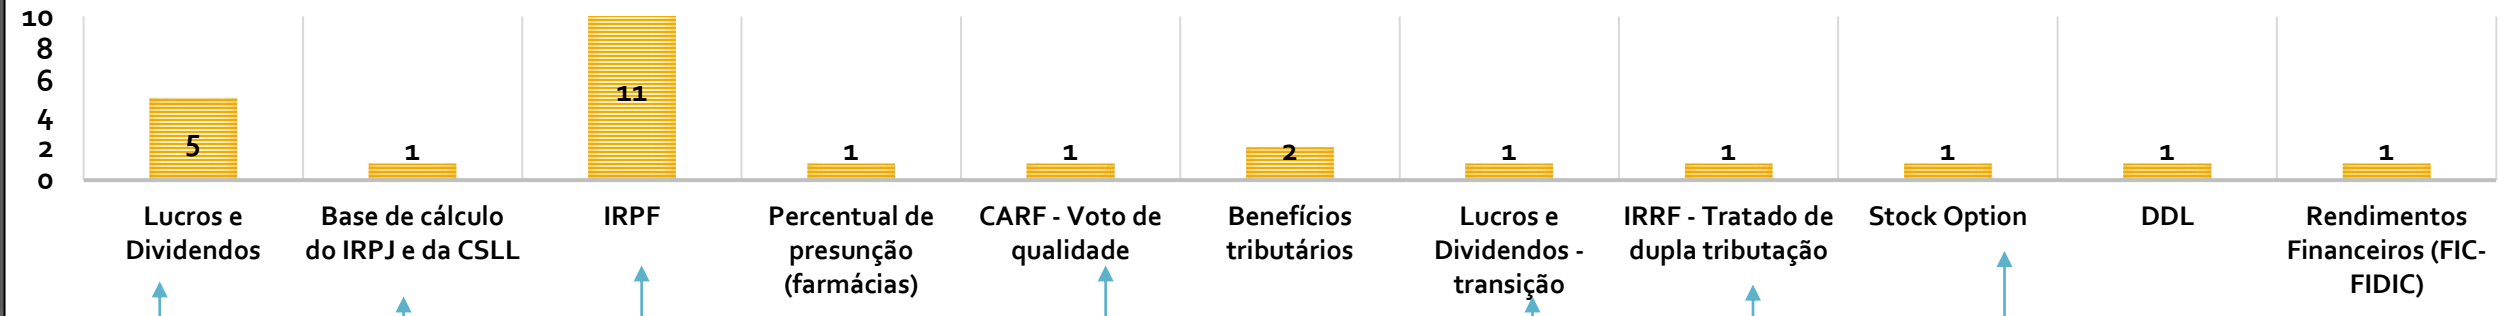 10
8
6
4
2
0
5
1
11
1
1
2
1
1
1
1
1
Lucros e
Dividendos
Base de cálculo
do IRPJ e da CSLL
IRPF
Percentual de
presunção
(farmácias)
CARF - Voto de
qualidade
Benefícios
tributários
Lucros e
Dividendos -
transição
IRRF - Tratado de
dupla tributação
Stock Option
DDL
Rendimentos
Financeiros (FIC-
FIDIC)